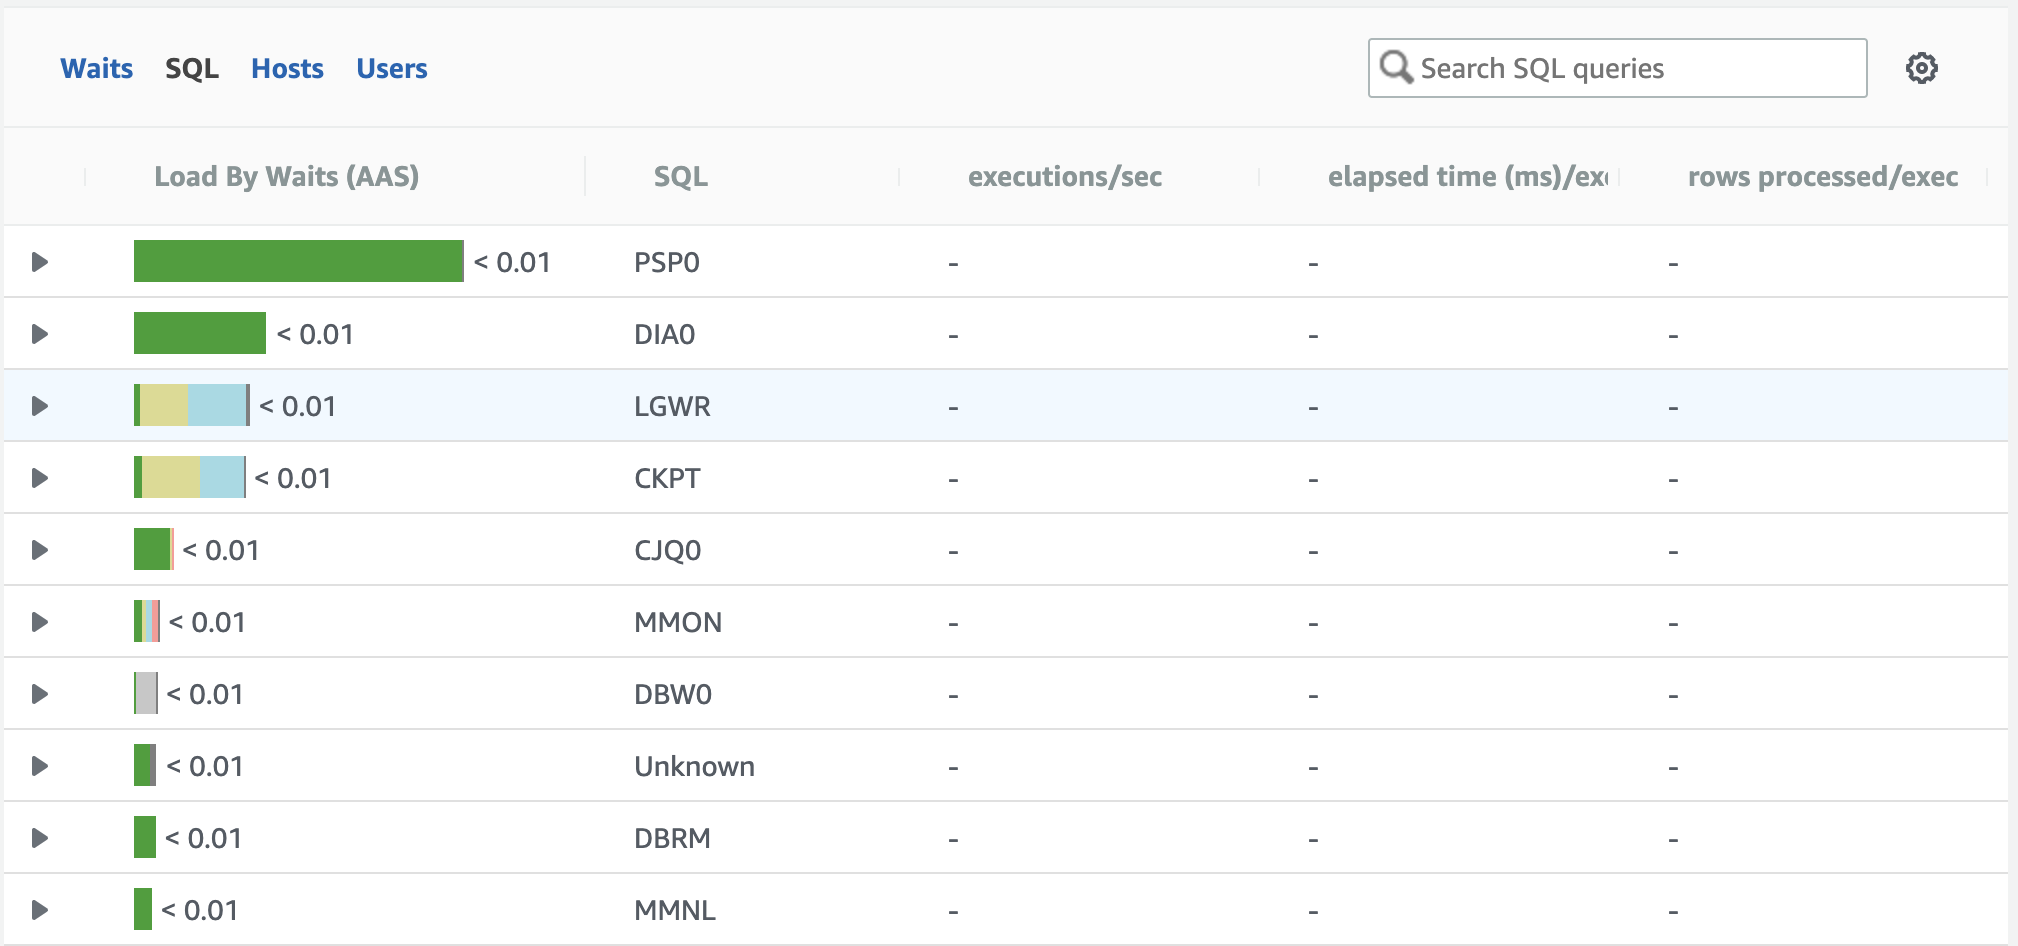 Waits SQL Hosts Users Search SQL queries
Load By Waits (AAS) SQL executions/sec elapsed time (ms)/exe rows processed/exec
< 0.01 PSP0 - - -
< 0.01 DIA0 - - -
< 0.01 LGWR - - -
< 0.01 CKPT - - -
< 0.01 CJQ0 - - -
< 0.01 MMON - - -
< 0.01 DBW0 - - -
< 0.01 Unknown - - -
< 0.01 DBRM - - -
< 0.01 MMNL - - -